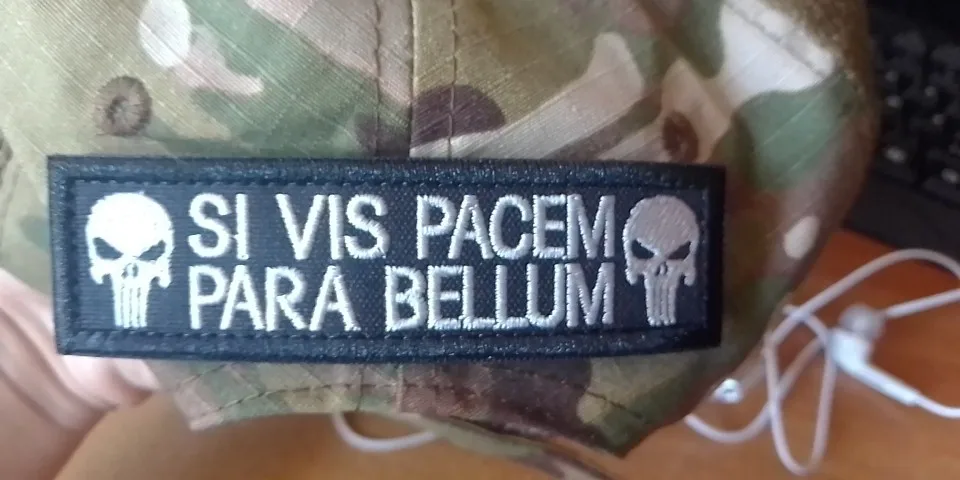 SI VIS PACEM
PARA BELLUM